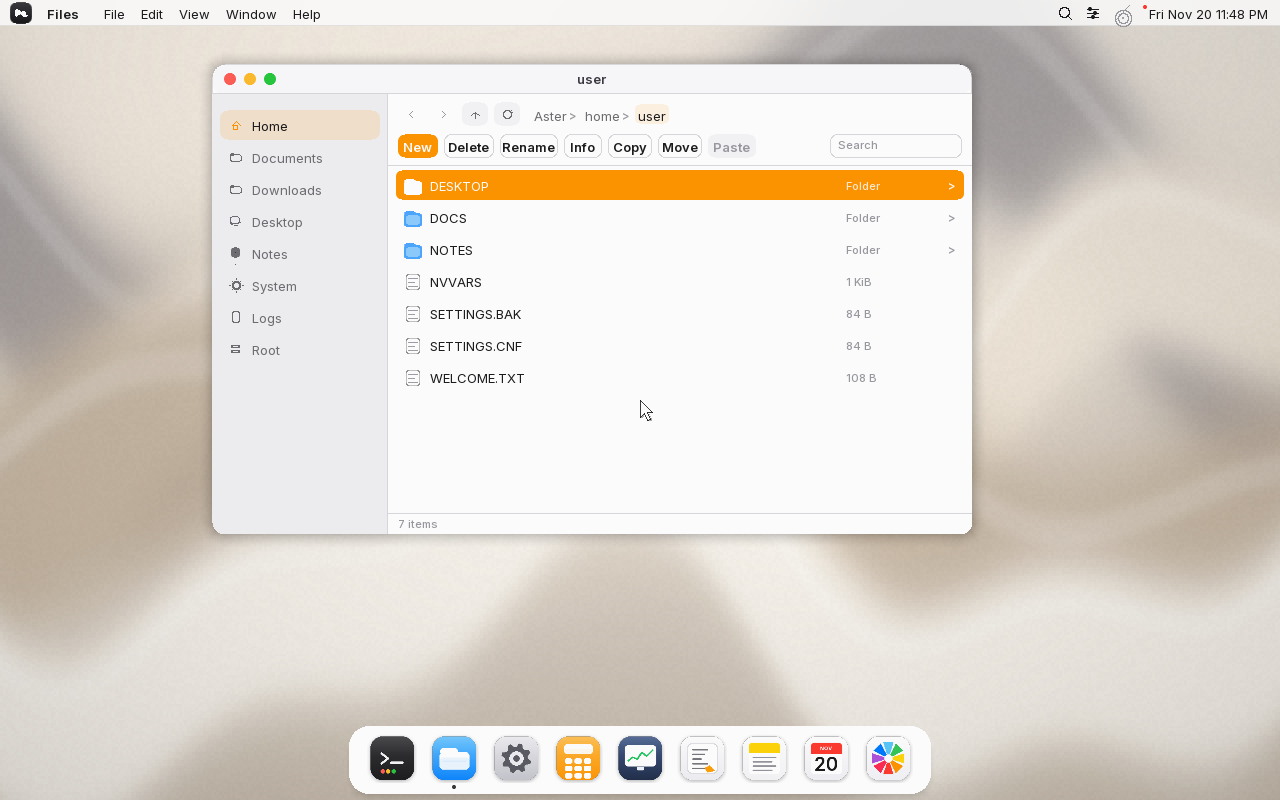 Files File Edit View Window Help Fri Nov 20 11:48 PM
user
Home
Documents
Downloads
Desktop
Notes
System
Logs
Root
Aster > home > user
New Delete Rename Info Copy Move Paste Search
DESKTOP Folder >
DOCS Folder >
NOTES Folder >
NVVARS 1 KiB
SETTINGS.BAK 84 B
SETTINGS.CNF 84 B
WELCOME.TXT 108 B
7 items
NOV
20